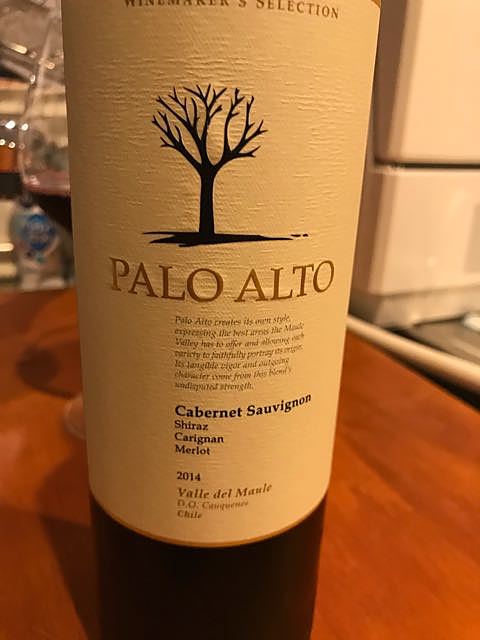 WINEMAKER'S SELECTION
PALO ALTO
Palo Alto creates its own style,
expressing the best areas the Maule
Valley has to offer and allowing each
variety to faithfully portray its origin.
Its tangible vigor and outgoing
character come from this blend's
undisputed strength.
Cabernet Sauvignon
Shiraz
Carignan
Merlot
2014
Valle del Maule
D.O. Cauquenes
Chile